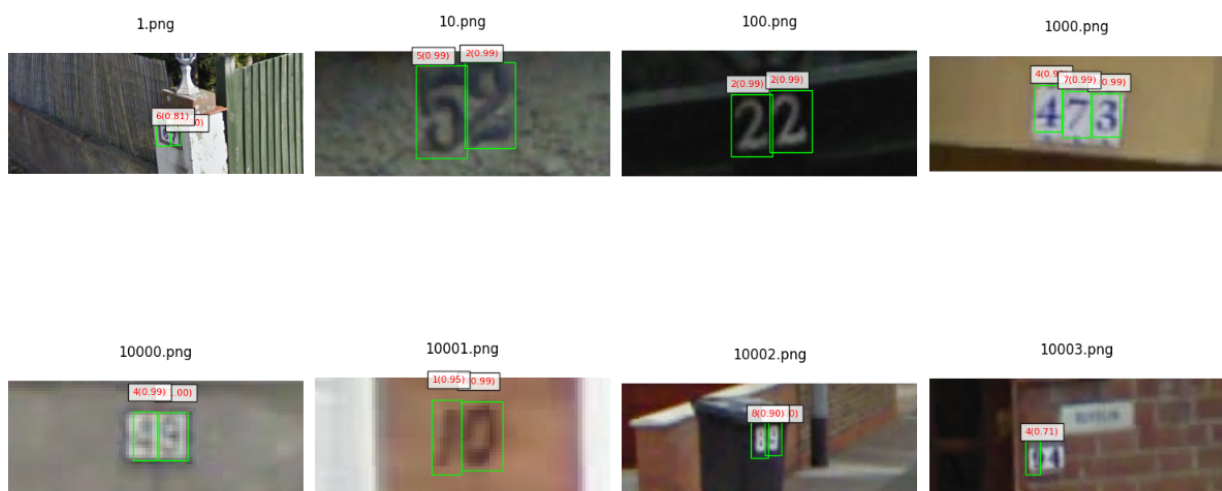 1.png
10.png
100.png
1000.png
6(0.81) 0)
5(0.99) 2(0.99)
52
2(0.99) 2(0.99)
22
4(0.9 7(0.99) (0.99)
473
10000.png
10001.png
10002.png
10003.png
4(0.99) .00)
1(0.95) 0.99)
10
8(0.90) 0)
89
4(0.71)
94